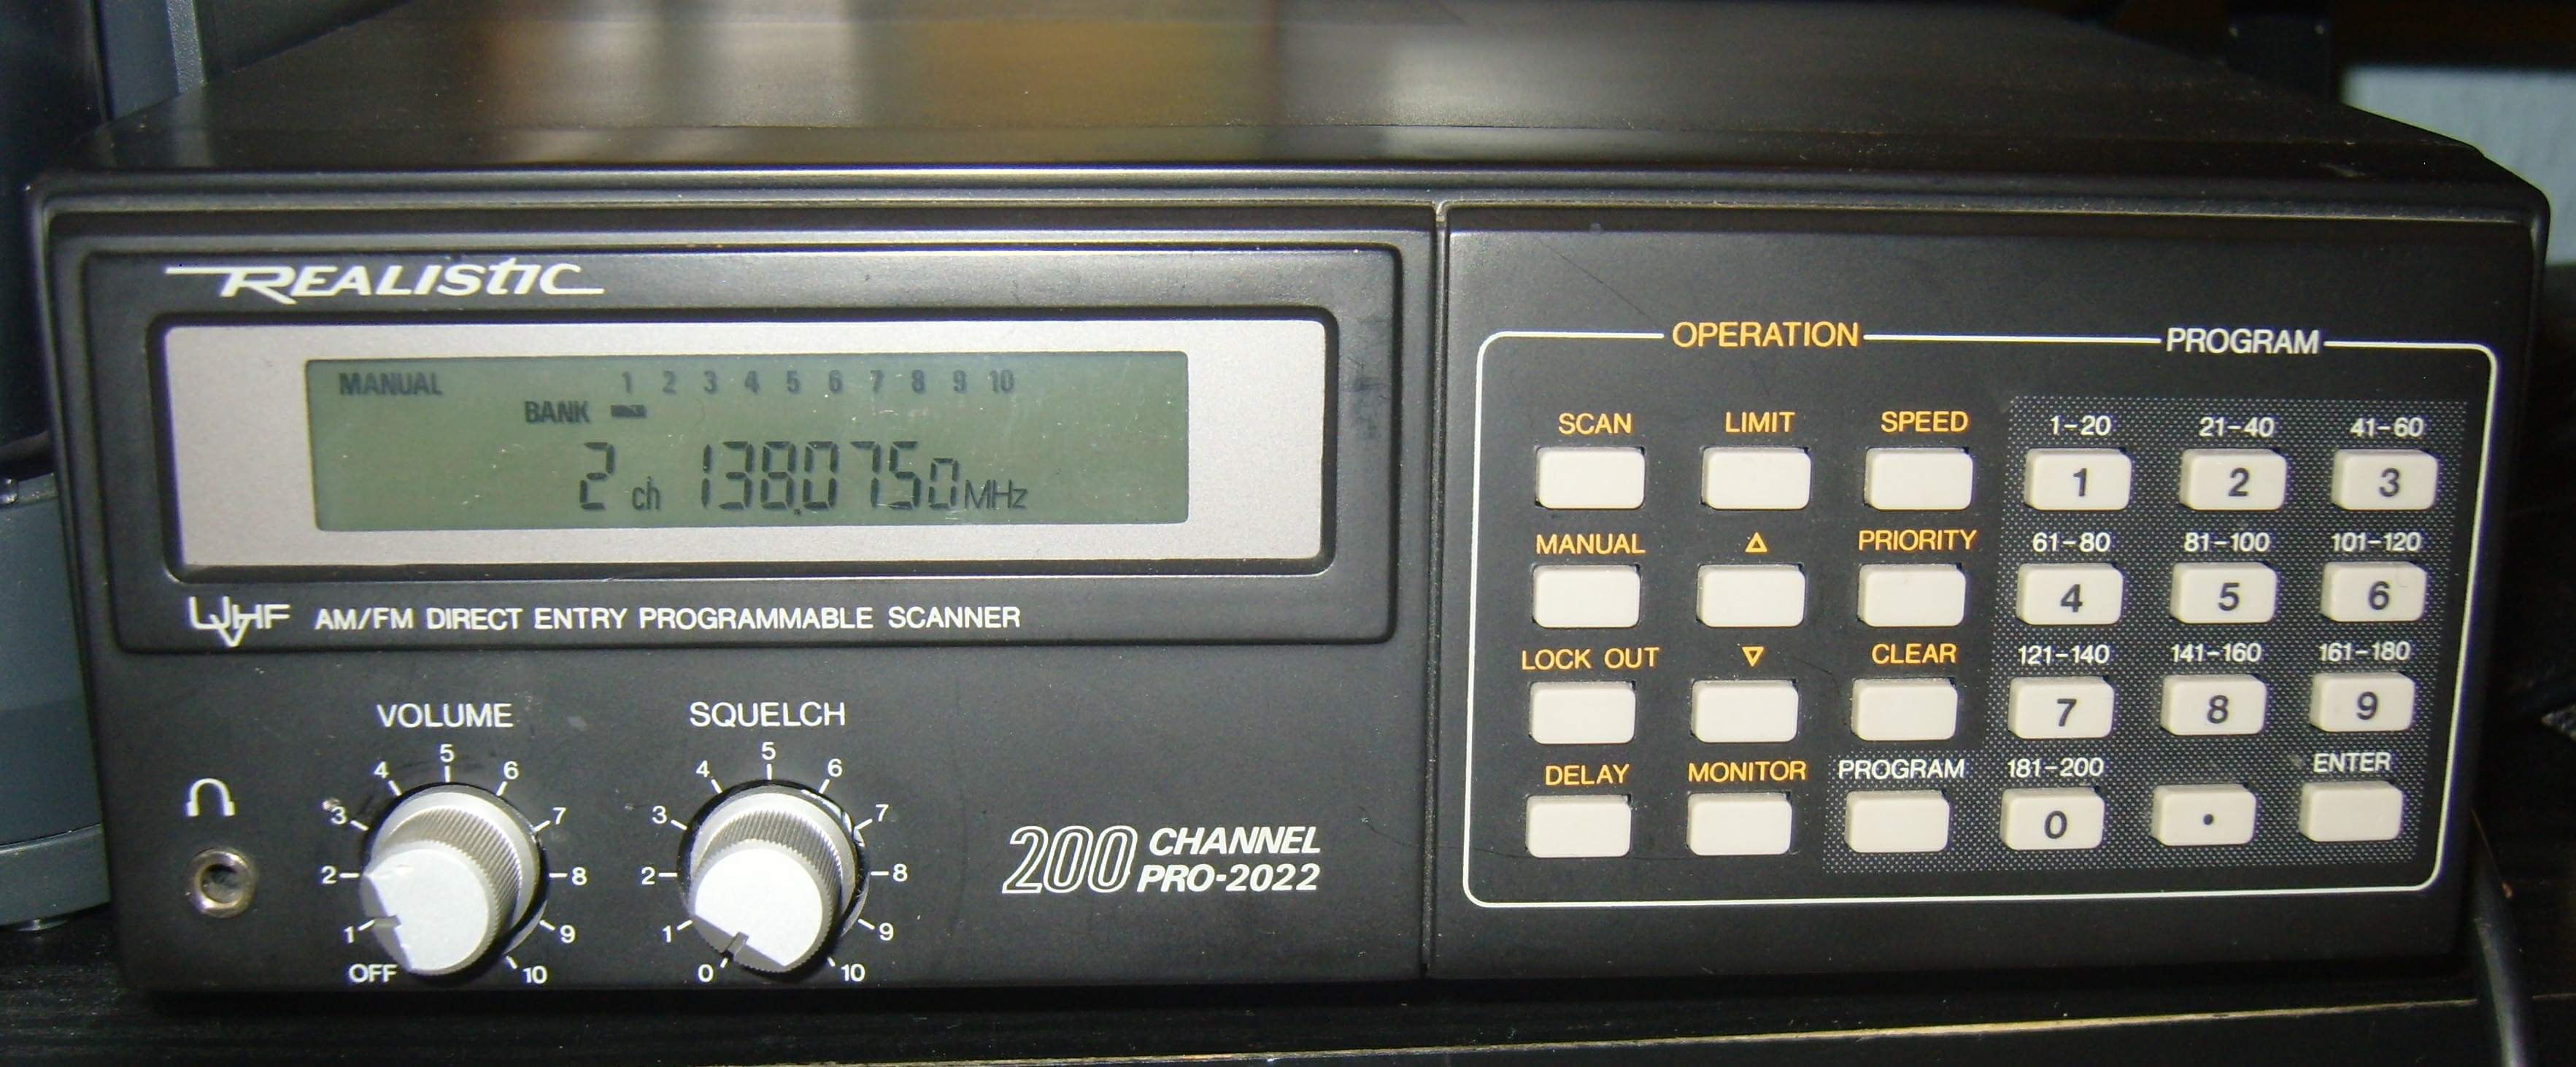 REALISTIC
MANUAL 1 2 3 4 5 6 7 8 9 10
BANK
2 ch 138.0750 MHz
UVHF AM/FM DIRECT ENTRY PROGRAMMABLE SCANNER
VOLUME
OFF 1 2 3 4 5 6 7 8 9 10
SQUELCH
0 1 2 3 4 5 6 7 8 9 10
200 CHANNEL
PRO-2022
OPERATION PROGRAM
SCAN LIMIT SPEED 1-20 21-40 41-60
1 2 3
MANUAL △ PRIORITY 61-80 81-100 101-120
4 5 6
LOCK OUT ▽ CLEAR 121-140 141-160 161-180
7 8 9
DELAY MONITOR PROGRAM 181-200 ENTER
0 •